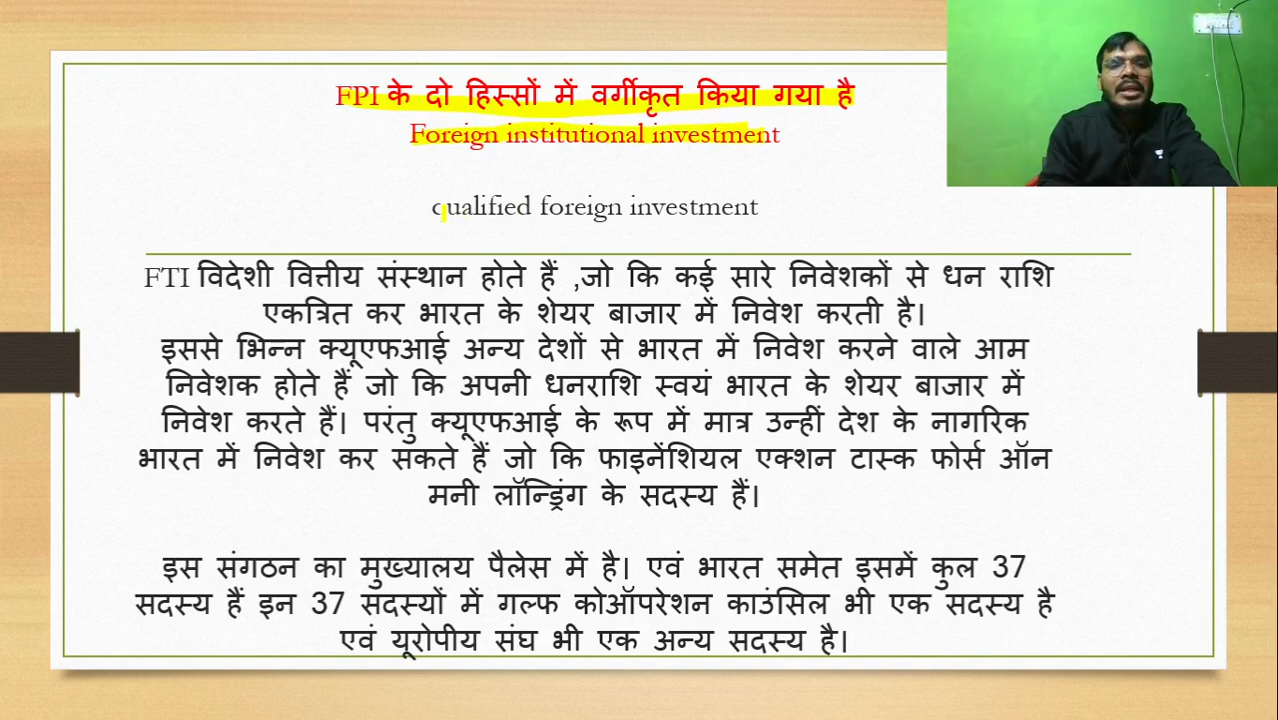 FPI के दो हिस्सों में वर्गीकृत किया गया है
Foreign institutional investment
qualified foreign investment
FTI विदेशी वित्तीय संस्थान होते हैं ,जो कि कई सारे निवेशकों से धन राशि
एकत्रित कर भारत के शेयर बाजार में निवेश करती है।
इससे भिन्न क्यूएफआई अन्य देशों से भारत में निवेश करने वाले आम
निवेशक होते हैं जो कि अपनी धनराशि स्वयं भारत के शेयर बाजार में
निवेश करते हैं। परंतु क्यूएफआई के रूप में मात्र उन्हीं देश के नागरिक
भारत में निवेश कर सकते हैं जो कि फाइनेंशियल एक्शन टास्क फोर्स ऑन
मनी लॉन्ड्रिंग के सदस्य हैं।
इस संगठन का मुख्यालय पैलेस में है। एवं भारत समेत इसमें कुल 37
सदस्य हैं इन 37 सदस्यों में गल्फ कोऑपरेशन काउंसिल भी एक सदस्य है
एवं यूरोपीय संघ भी एक अन्य सदस्य है।